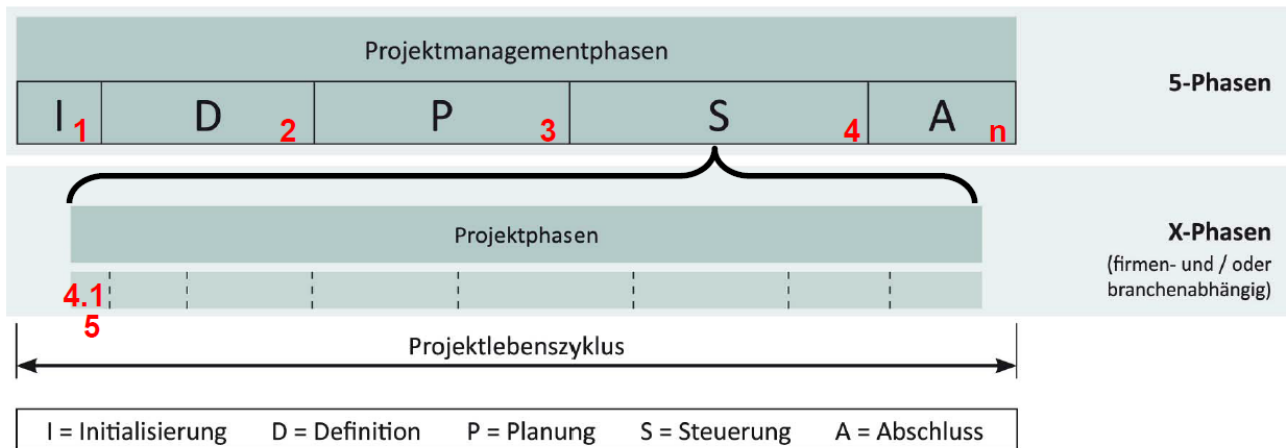 Projektmanagementphasen
5-Phasen
I 1 D 2 P 3 S 4 A n
Projektphasen
X-Phasen
(firmen- und / oder
branchenabhängig)
4.1
5
Projektlebenszyklus
I = Initialisierung D = Definition P = Planung S = Steuerung A = Abschluss